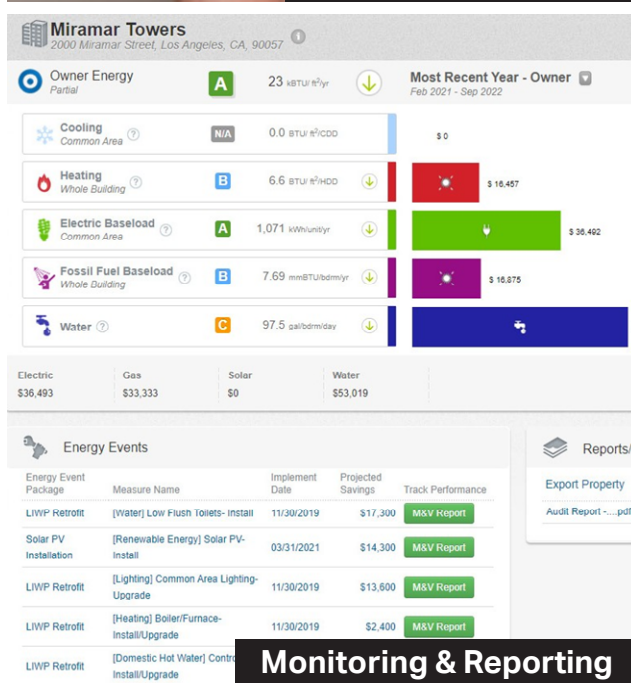 Miramar Towers
2000 Miramar Street, Los Angeles, CA, 90057
Owner Energy
Partial
A
23 kBTU/ft²/yr
Most Recent Year - Owner
Feb 2021 - Sep 2022
Cooling ?
Common Area
N/A
0.0 BTU/ft²/CDD
$ 0
Heating ?
Whole Building
B
6.6 BTU/ft²/HDD
$ 16,457
Electric Baseload ?
Common Area
A
1,071 kWh/unit/yr
$ 36,492
Fossil Fuel Baseload ?
Whole Building
B
7.69 mmBTU/bdrm/yr
$ 16,875
Water ?
C
97.5 gal/bdrm/day
Electric Gas Solar Water
$36,493 $33,333 $0 $53,019
Energy Events
Energy Event Package Measure Name Implement Date Projected Savings Track Performance
LIWP Retrofit [Water] Low Flush Toilets- Install 11/30/2019 $17,300 M&V Report
Solar PV Installation [Renewable Energy] Solar PV- Install 03/31/2021 $14,300 M&V Report
LIWP Retrofit [Lighting] Common Area Lighting- Upgrade 11/30/2019 $13,600 M&V Report
LIWP Retrofit [Heating] Boiler/Furnace- Install/Upgrade 11/30/2019 $2,400 M&V Report
LIWP Retrofit [Domestic Hot Water] Install/Upgrade
Reports/
Export Property
Audit Report -....pdf
Monitoring & Reporting